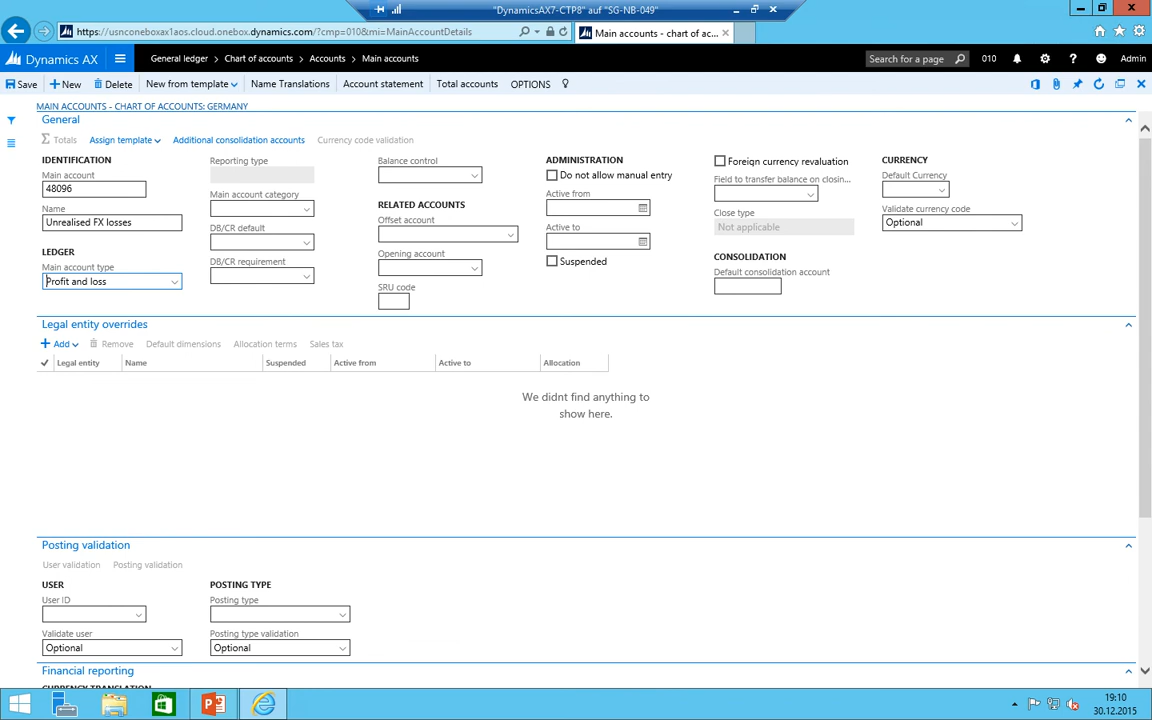 "DynamicsAX7-CTP8" auf "SG-NB-049"
https://usnconeboxax1aos.cloud.onebox.dynamics.com/?cmp=010&mi=MainAccountDetails
Main accounts - chart of ac...
Dynamics AX
General ledger > Chart of accounts > Accounts > Main accounts
Search for a page
010
Admin
Save
New
Delete
New from template
Name Translations
Account statement
Total accounts
OPTIONS
MAIN ACCOUNTS - CHART OF ACCOUNTS: GERMANY
General
Totals
Assign template
Additional consolidation accounts
Currency code validation
IDENTIFICATION
Main account
48096
Name
Unrealised FX losses
LEDGER
Main account type
Profit and loss
Reporting type
Main account category
DB/CR default
DB/CR requirement
Balance control
RELATED ACCOUNTS
Offset account
Opening account
SRU code
ADMINISTRATION
Do not allow manual entry
Active from
Active to
Suspended
Foreign currency revaluation
Field to transfer balance on closin...
Close type
Not applicable
CONSOLIDATION
Default consolidation account
CURRENCY
Default Currency
Validate currency code
Optional
Legal entity overrides
Add
Remove
Default dimensions
Allocation terms
Sales tax
Legal entity
Name
Suspended
Active from
Active to
Allocation
We didnt find anything to
show here.
Posting validation
User validation
Posting validation
USER
User ID
Validate user
Optional
POSTING TYPE
Posting type
Posting type validation
Optional
Financial reporting
CURRENCY TRANSLATION
19:10
30.12.2015